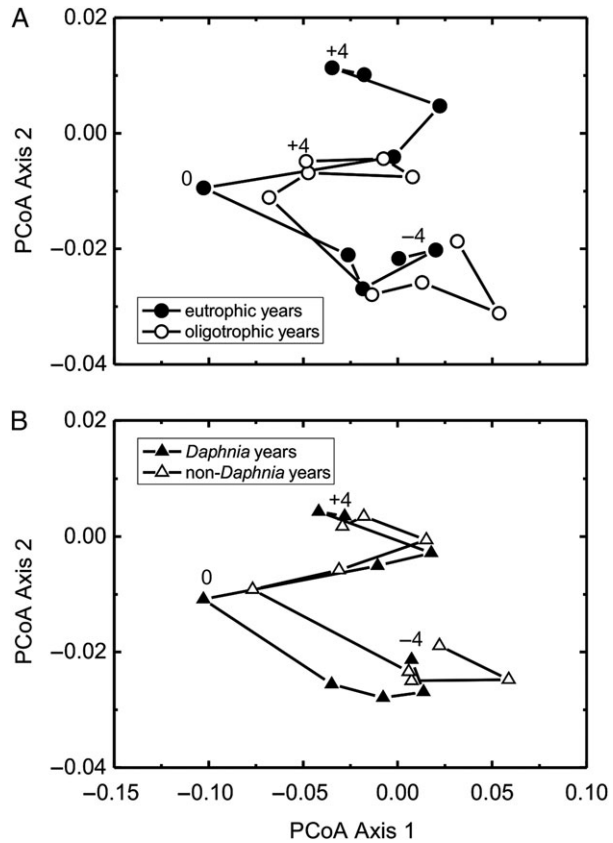 A
0.02
+4
0.00
+4
PCoA Axis 2
0
–0.02
–4
eutrophic years
oligotrophic years
–0.04
B
0.02
Daphnia years
non-Daphnia years
+4
0.00
PCoA Axis 2
0
–0.02
–4
–0.04
–0.15 –0.10 –0.05 0.00 0.05 0.10
PCoA Axis 1